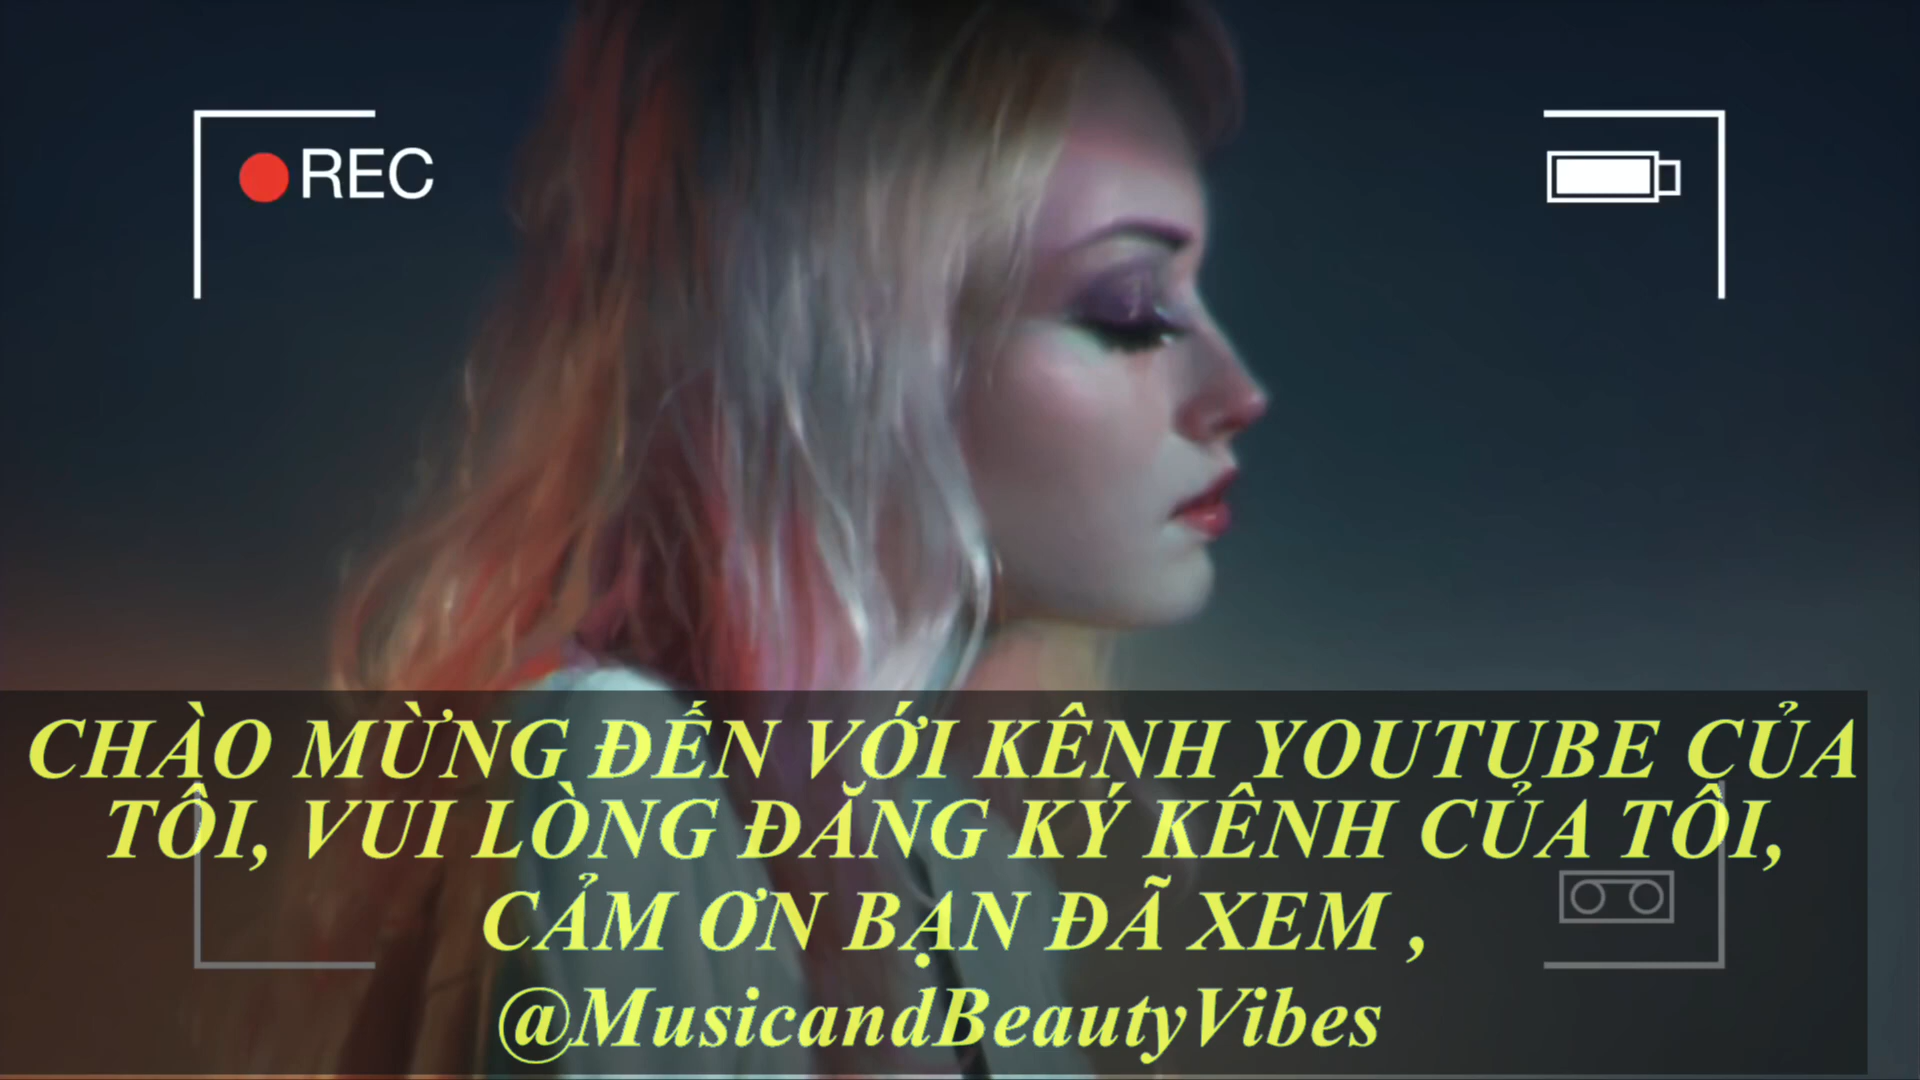 REC
CHÀO MỪNG ĐẾN VỚI KÊNH YOUTUBE CỦA
TÔI, VUI LÒNG ĐĂNG KÝ KÊNH CỦA TÔI,
CẢM ƠN BẠN ĐÃ XEM ,
@MusicandBeautyVibes